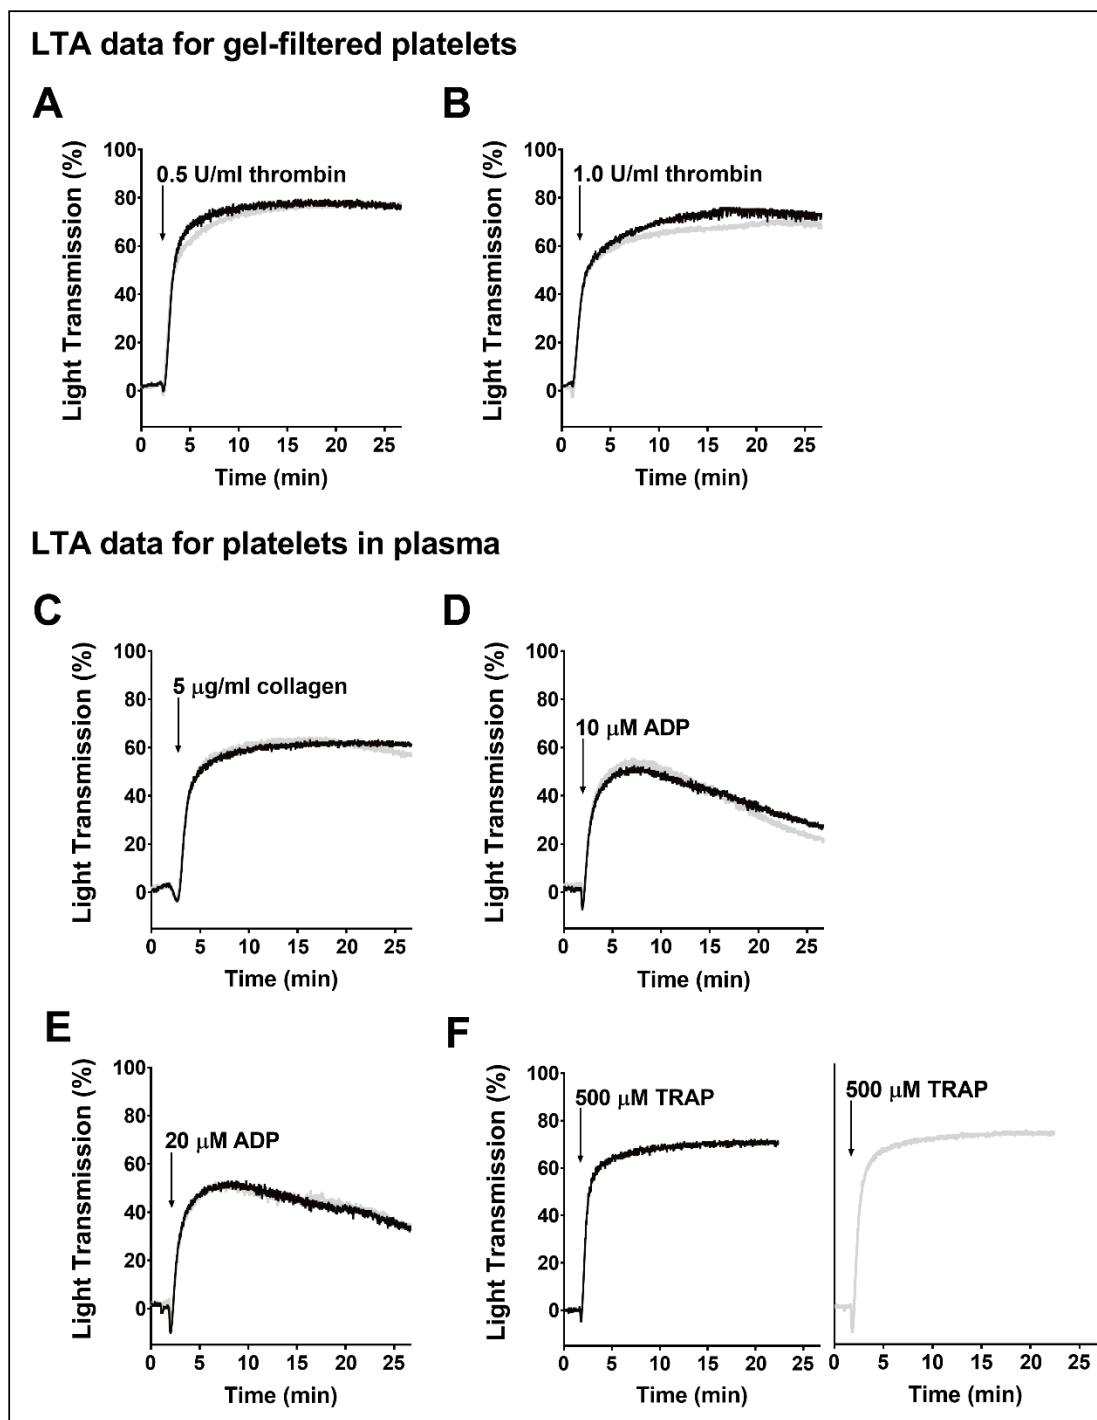 LTA data for gel-filtered platelets
A
B
Light Transmission (%)
100
80
60
40
20
0
0.5 U/ml thrombin
0 5 10 15 20 25
Time (min)
Light Transmission (%)
100
80
60
40
20
0
1.0 U/ml thrombin
0 5 10 15 20 25
Time (min)
LTA data for platelets in plasma
C
D
Light Transmission (%)
100
80
60
40
20
0
5 μg/ml collagen
0 5 10 15 20 25
Time (min)
Light Transmission (%)
100
80
60
40
20
0
10 μM ADP
0 5 10 15 20 25
Time (min)
E
F
Light Transmission (%)
100
80
60
40
20
0
20 μM ADP
0 5 10 15 20 25
Time (min)
Light Transmission (%)
100
80
60
40
20
0
500 μM TRAP
0 5 10 15 20 25
Time (min)
500 μM TRAP
0 5 10 15 20 25
Time (min)